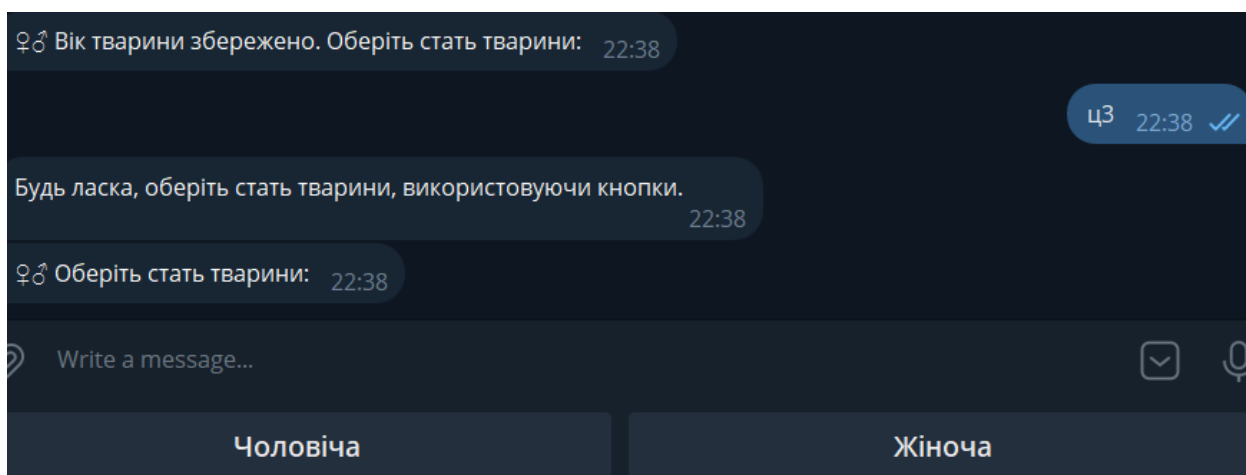 ♀♂ Вік тварини збережено. Оберіть стать тварини: 22:38
ц3 22:38
Будь ласка, оберіть стать тварини, використовуючи кнопки.
22:38
♀♂ Оберіть стать тварини: 22:38
Write a message...
Чоловіча
Жіноча